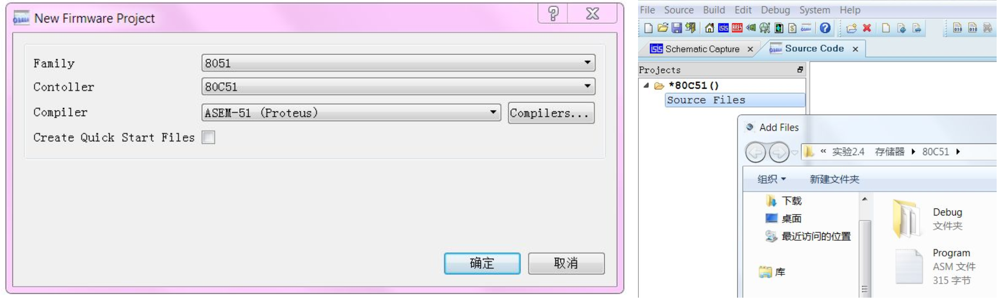 New Firmware Project
Family 8051
Contoller 80C51
Compiler ASEM-51 (Proteus) Compilers...
Create Quick Start Files
确定 取消
File Source Build Edit Debug System Help
isis ARES $
isis Schematic Capture Source Code
Projects
*80C51()
Source Files
Add Files
« 实验2.4 存储器 80C51
组织 新建文件夹
下载
桌面
最近访问的位置
库
Debug
文件夹
Program
ASM 文件
315 字节